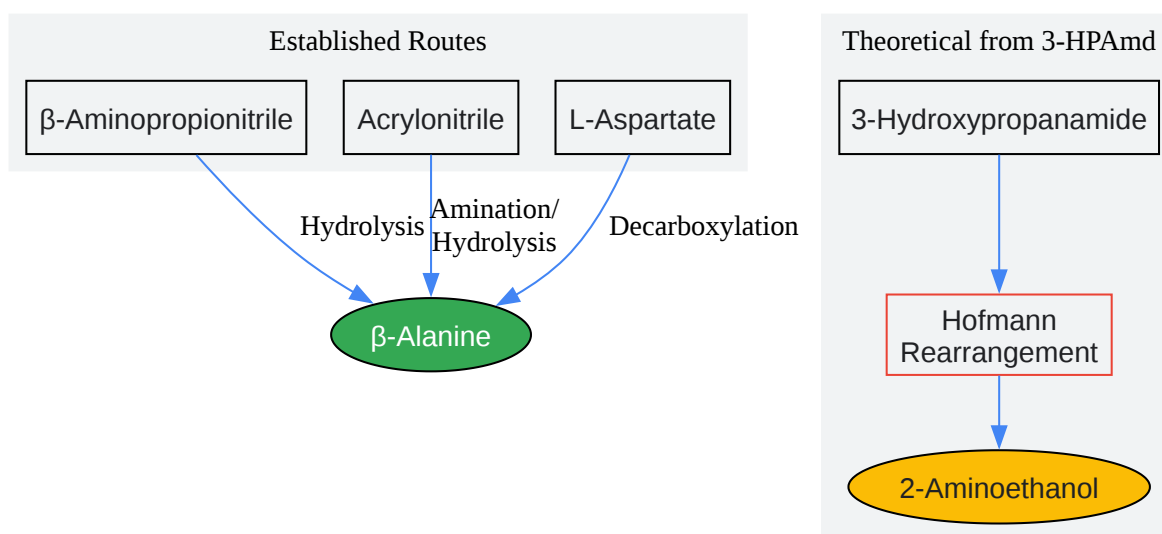 Established Routes
β-Aminopropionitrile
Acrylonitrile
L-Aspartate
Hydrolysis
Amination/
Hydrolysis
Decarboxylation
β-Alanine
Theoretical from 3-HPAmd
3-Hydroxypropanamide
Hofmann
Rearrangement
2-Aminoethanol